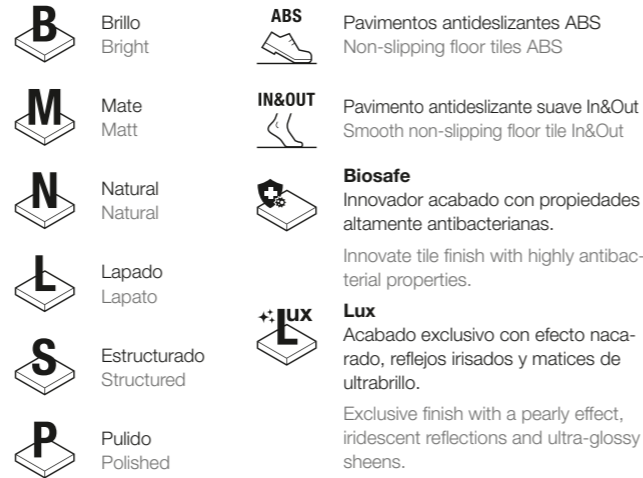 B
Brillo
Bright
M
Mate
Matt
N
Natural
Natural
L
Lapado
Lapato
S
Estructurado
Structured
P
Pulido
Polished
ABS
Pavimentos antideslizantes ABS
Non-slipping floor tiles ABS
IN&OUT
Pavimento antideslizante suave In&Out
Smooth non-slipping floor tile In&Out
Biosafe
Innovador acabado con propiedades
altamente antibacterianas.
Innovate tile finish with highly antibac-
terial properties.
Lux
Lux
Acabado exclusivo con efecto naca-
rado, reflejos irisados y matices de
ultrabrillo.
Exclusive finish with a pearly effect,
iridescent reflections and ultra-glossy
sheens.